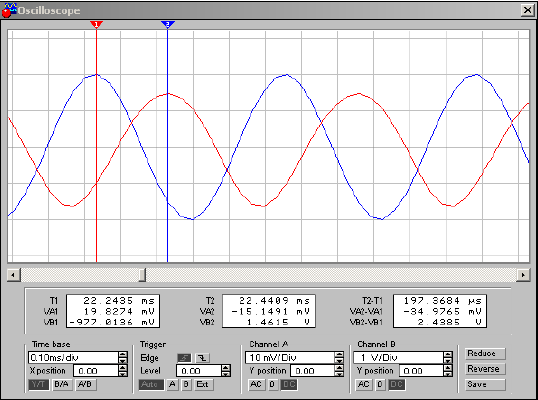 Oscilloscope
1 2
T1 22.2435 ms T2 22.4409 ms T2-T1 197.3684 µs
VA1 19.8274 mV VA2 -15.1491 mV VA2-VA1 -34.9765 mV
VB1 -977.0136 mV VB2 1.4615 V VB2-VB1 2.4385 V
Time base Trigger Channel A Channel B
0.10ms/div Edge 10 mV/Div 1 V/Div Reduce
X position 0.00 Level 0.00 Y position 0.00 Y position 0.00 Reverse
Y/T B/A A/B Auto A B Ext AC 0 DC AC 0 DC Save